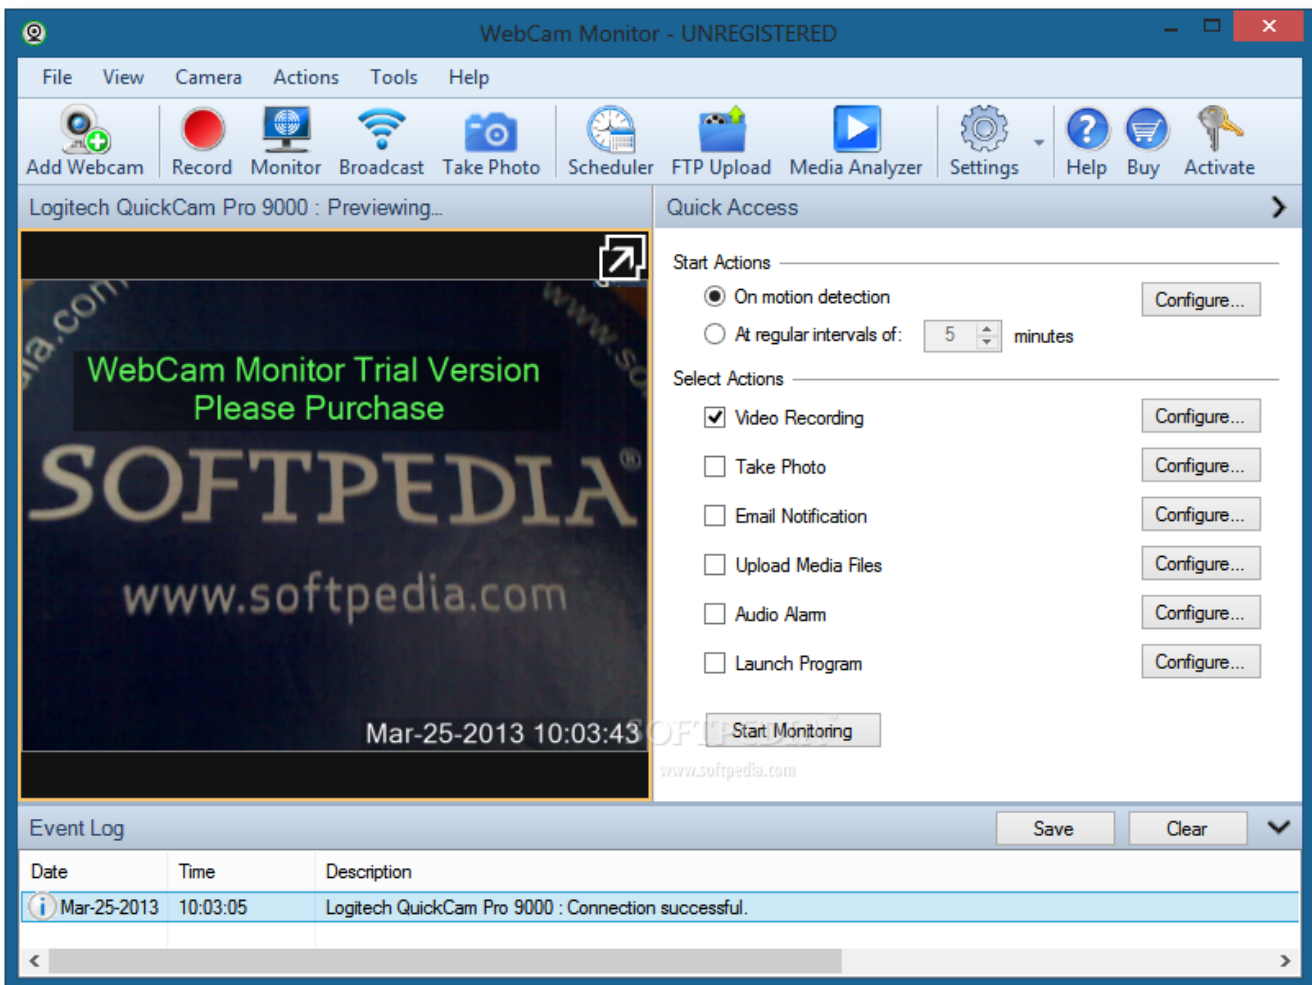 WebCam Monitor - UNREGISTERED
File View Camera Actions Tools Help
Add Webcam Record Monitor Broadcast Take Photo Scheduler FTP Upload Media Analyzer Settings Help Buy Activate
Logitech QuickCam Pro 9000 : Previewing...
WebCam Monitor Trial Version
Please Purchase
SOFTPEDIA®
www.softpedia.com
Mar-25-2013 10:03:43
Quick Access
Start Actions
On motion detection Configure...
At regular intervals of: 5 minutes
Select Actions
Video Recording Configure...
Take Photo Configure...
Email Notification Configure...
Upload Media Files Configure...
Audio Alarm Configure...
Launch Program Configure...
Start Monitoring
SOFTPEDIA
www.softpedia.com
Event Log Save Clear
Date Time Description
Mar-25-2013 10:03:05 Logitech QuickCam Pro 9000 : Connection successful.